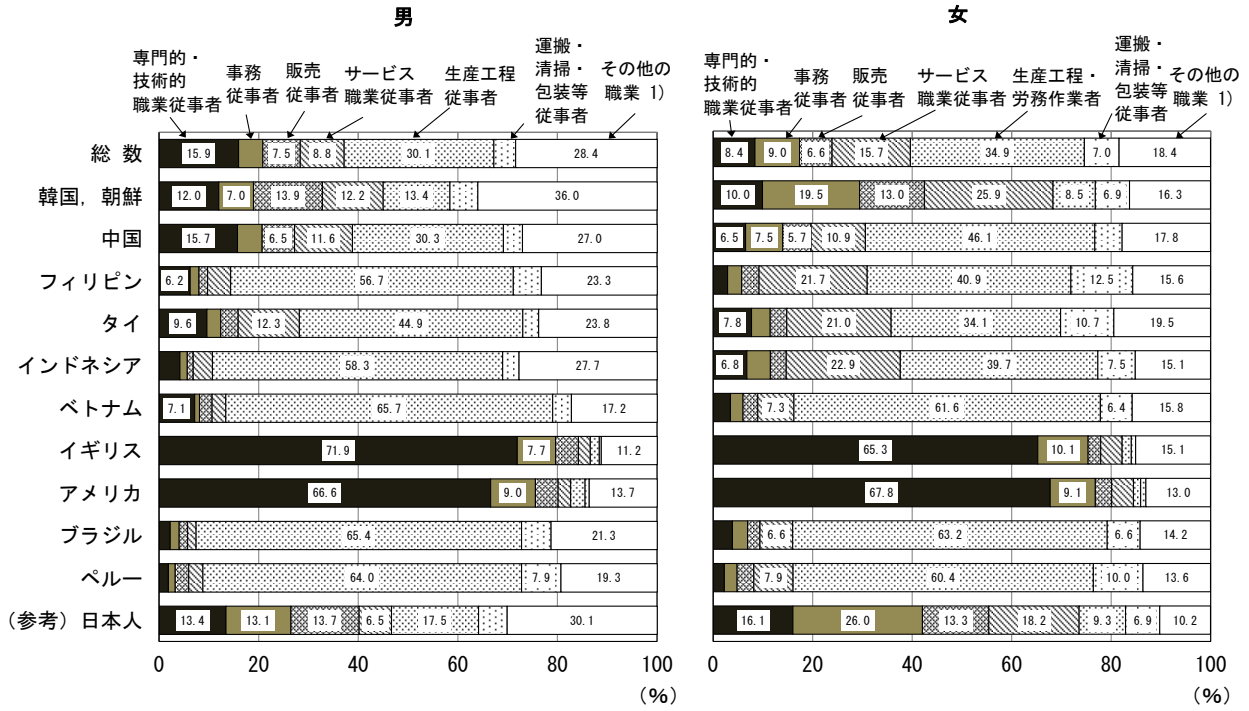 男
専門的・
技術的
職業従事者
事務
従事者
販売
従事者
サービス
職業従事者
生産工程
従事者
運搬・
清掃・
包装等
従事者
その他の
職業 1)
総 数
15.9 7.5 8.8 30.1 28.4
韓国，朝鮮
12.0 7.0 13.9 12.2 13.4 36.0
中国
15.7 6.5 11.6 30.3 27.0
フィリピン
6.2 56.7 23.3
タイ
9.6 12.3 44.9 23.8
インドネシア
58.3 27.7
ベトナム
7.1 65.7 17.2
イギリス
71.9 7.7 11.2
アメリカ
66.6 9.0 13.7
ブラジル
65.4 21.3
ペルー
64.0 7.9 19.3
（参考）日本人
13.4 13.1 13.7 6.5 17.5 30.1
0 20 40 60 80 100
（%）
女
専門的・
技術的
職業従事者
事務
従事者
販売
従事者
サービス
職業従事者
生産工程・
労務作業者
運搬・
清掃・
包装等
従事者
その他の
職業 1)
8.4 9.0 6.6 15.7 34.9 7.0 18.4
10.0 19.5 13.0 25.9 8.5 6.9 16.3
6.5 7.5 5.7 10.9 46.1 17.8
21.7 40.9 12.5 15.6
7.8 21.0 34.1 10.7 19.5
6.8 22.9 39.7 7.5 15.1
7.3 61.6 6.4 15.8
65.3 10.1 15.1
67.8 9.1 13.0
6.6 63.2 6.6 14.2
7.9 60.4 10.0 13.6
16.1 26.0 13.3 18.2 9.3 6.9 10.2
0 20 40 60 80 100
（%）